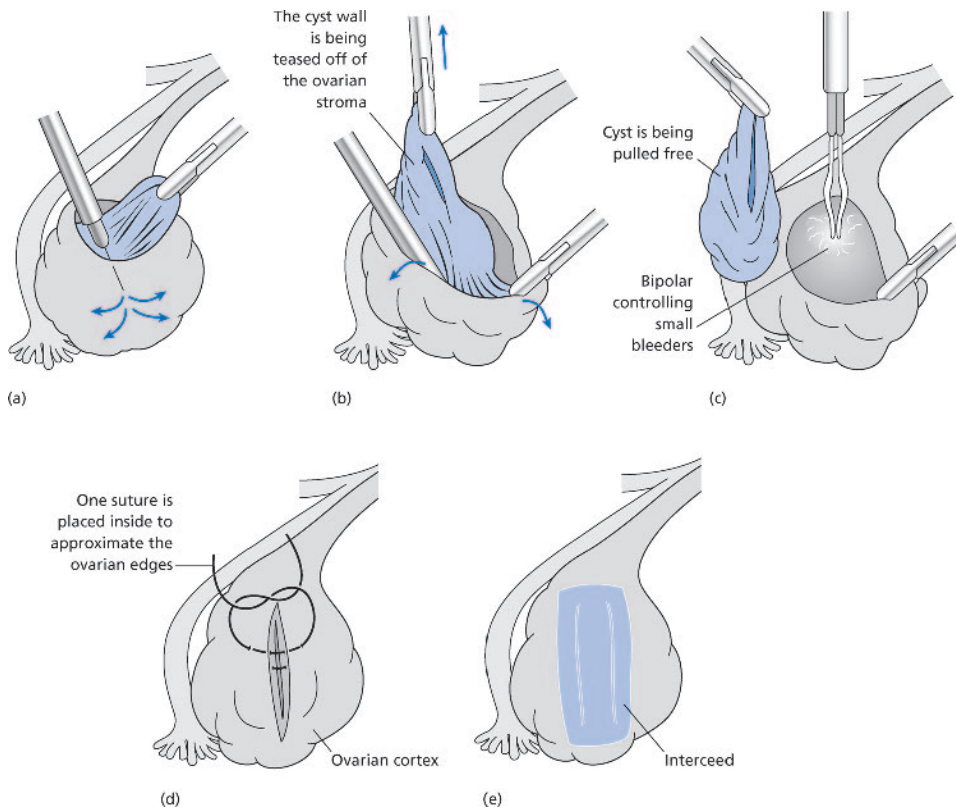 The cyst wall
is being
teased off of
the ovarian
stroma
Cyst is being
pulled free
Bipolar
controlling
small
bleeders
(a)
(b)
(c)
One suture is
placed inside to
approximate the
ovarian edges
Ovarian cortex
Interceed
(d)
(e)